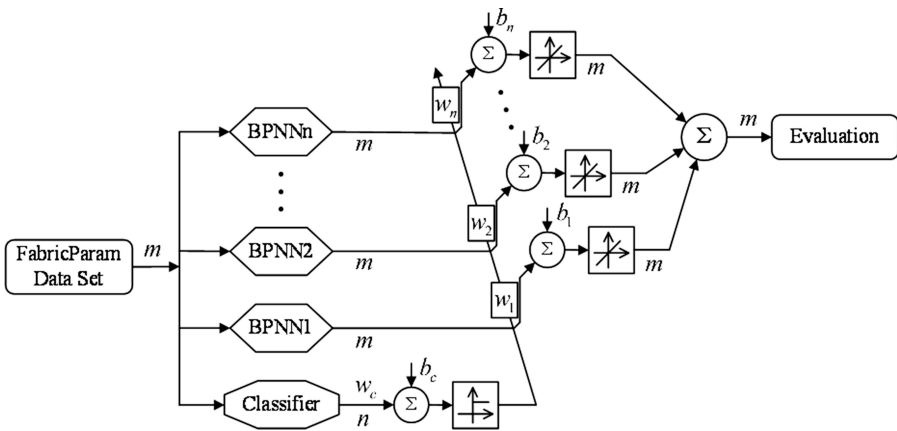 b_n
Σ
m
w_n
BPNNn
m
b_2
Σ
m
Σ
m
Evaluation
w_2
b_1
FabricParam
Data Set
m
BPNN2
m
Σ
m
w_1
BPNN1
m
Classifier
w_c
n
b_c
Σ